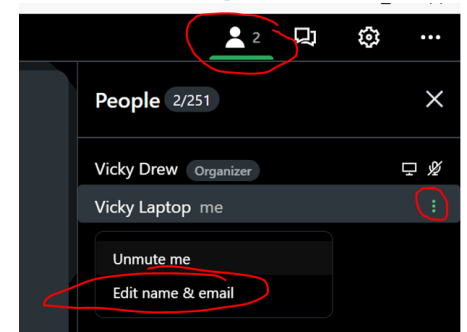 2
People 2/251
Vicky Drew Organizer
Vicky Laptop me
Unmute me
Edit name & email